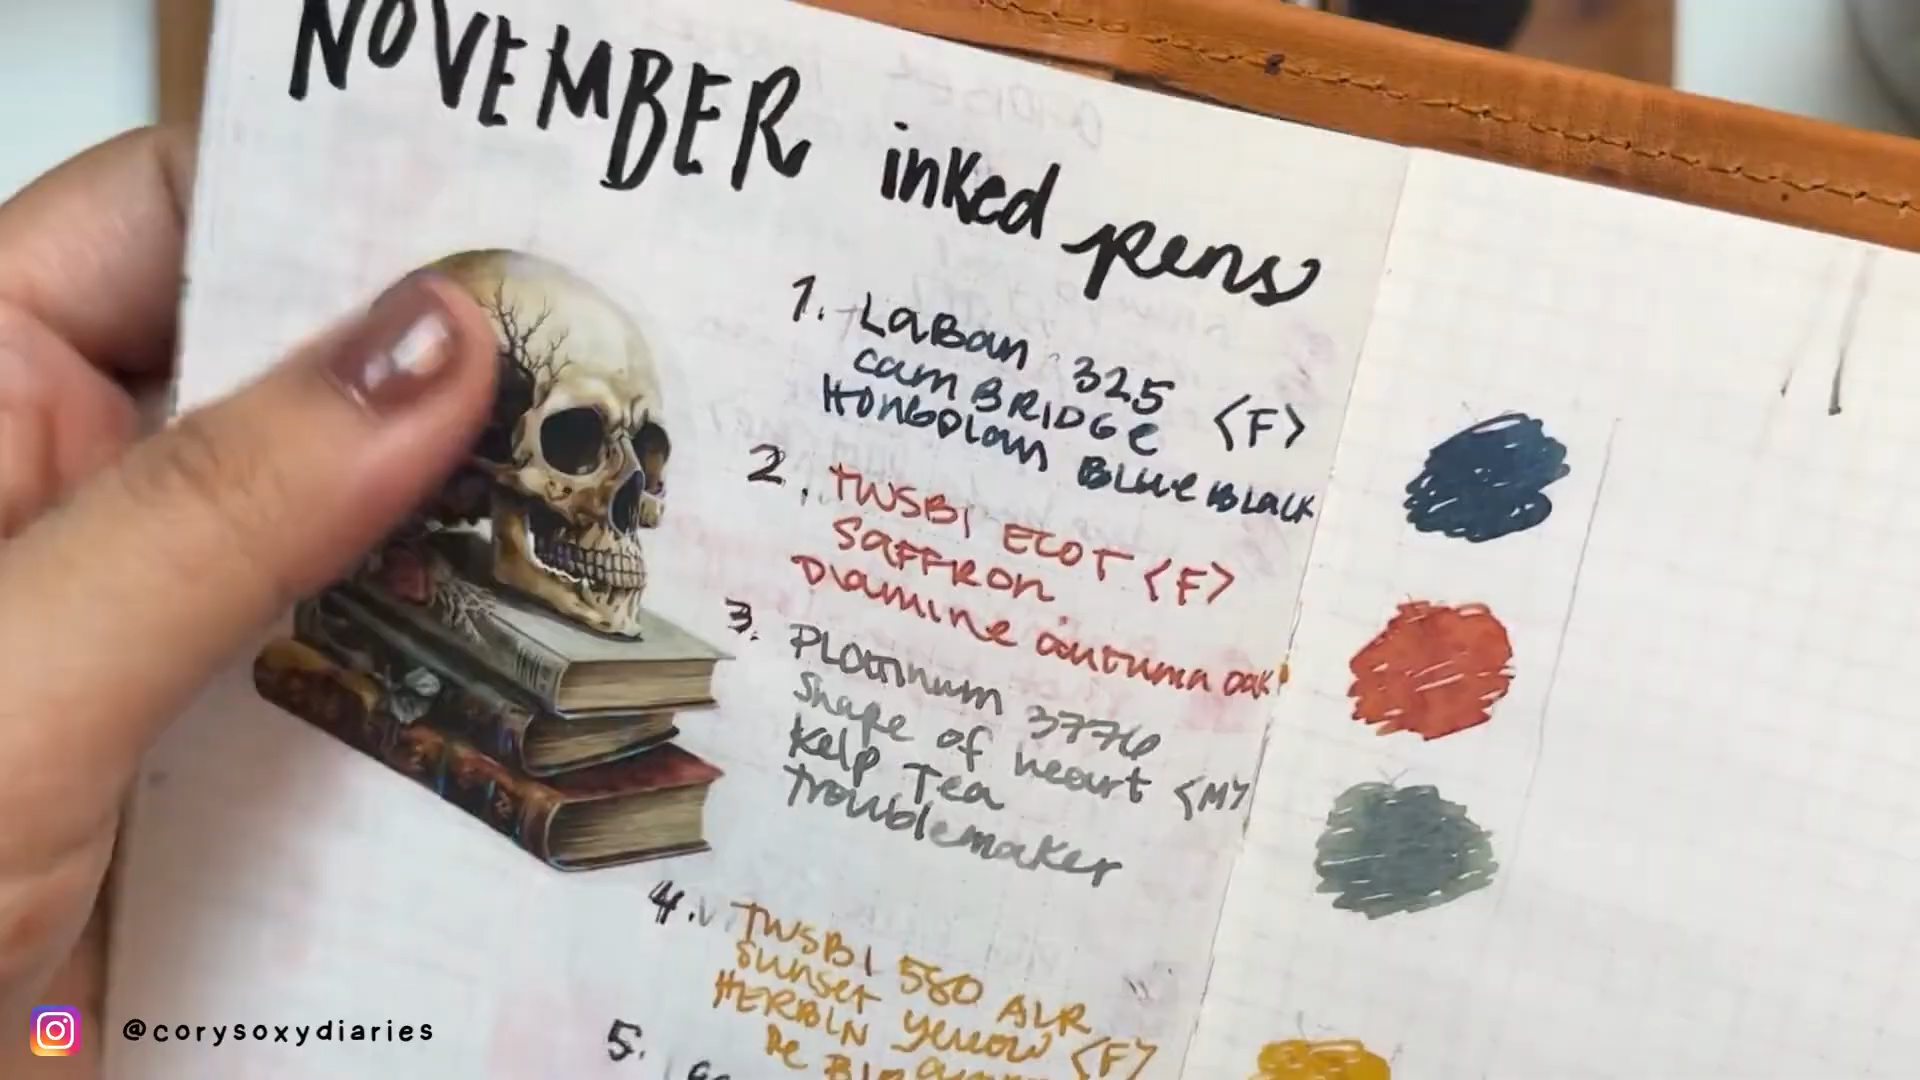 NOVEMBER inked pens
1. LABAN 325
CAMBRIDGE <F>
HONGDIAN BLUE BLACK
2. TWSBI ECO T <F>
SAFFRON
Diamine autumn oak
3. PLATINUM 3776
Shape of heart <M>
Kelp Tea
Troublemaker
4. TWSBI 580 ALR
Sunset Yellow <F>
HERBIN
5.
@corysoxydiaries